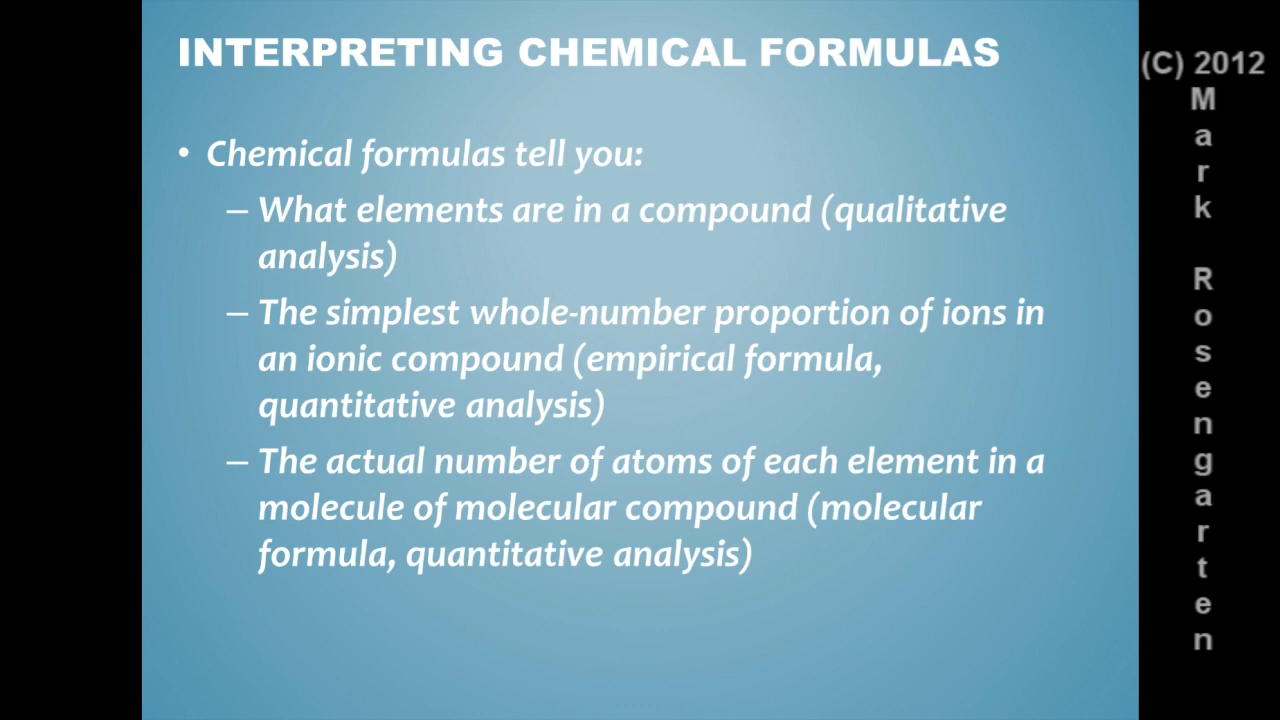 INTERPRETING CHEMICAL FORMULAS
• Chemical formulas tell you:
– What elements are in a compound (qualitative
analysis)
– The simplest whole-number proportion of ions in
an ionic compound (empirical formula,
quantitative analysis)
– The actual number of atoms of each element in a
molecule of molecular compound (molecular
formula, quantitative analysis)
(C) 2012
M
a
r
k
R
o
s
e
n
g
a
r
t
e
n